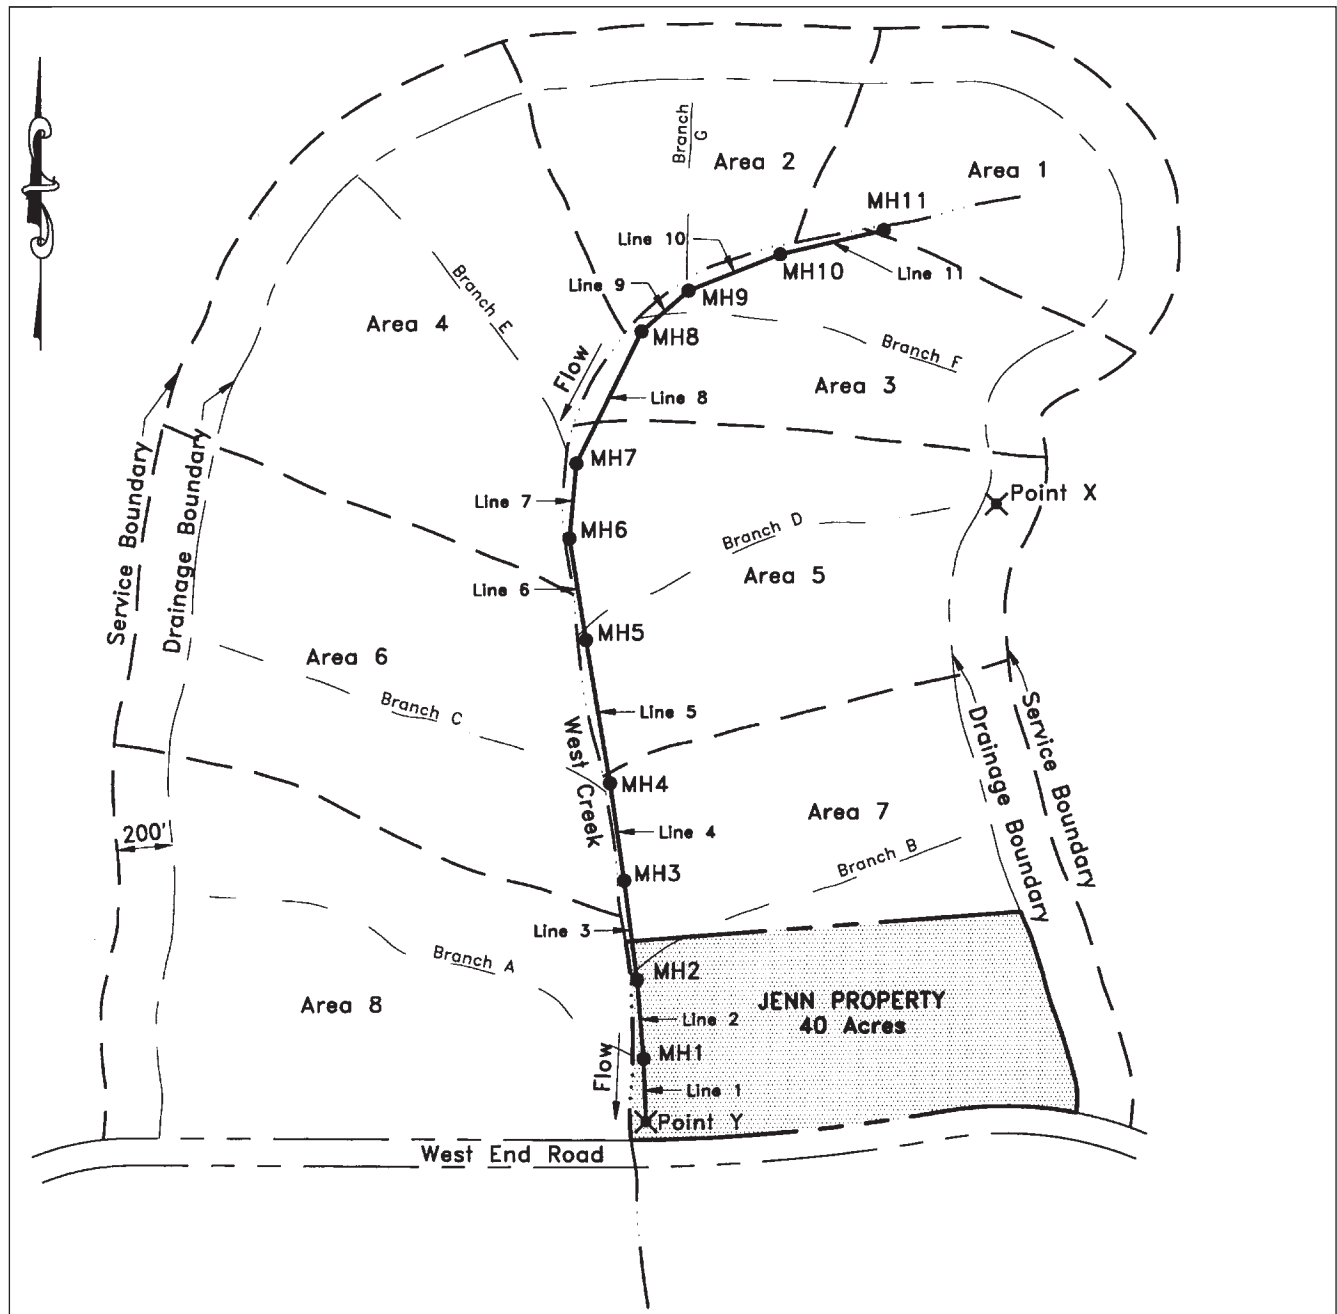 Branch
G
Area 2
Area 1
MH11
Line 10
MH10
Line 11
Line 9
MH9
Branch E
Area 4
MH8
Flow
Branch F
Area 3
Line 8
MH7
Point X
Line 7
Branch D
MH6
Area 5
Service Boundary
Drainage Boundary
Line 6
MH5
Area 6
Branch C
Line 5
West Creek
Drainage Boundary
Service Boundary
MH4
Area 7
200'
Line 4
Branch B
MH3
Line 3
Branch A
MH2
Area 8
JENN PROPERTY
40 Acres
Line 2
MH1
Flow
Line 1
Point Y
West End Road